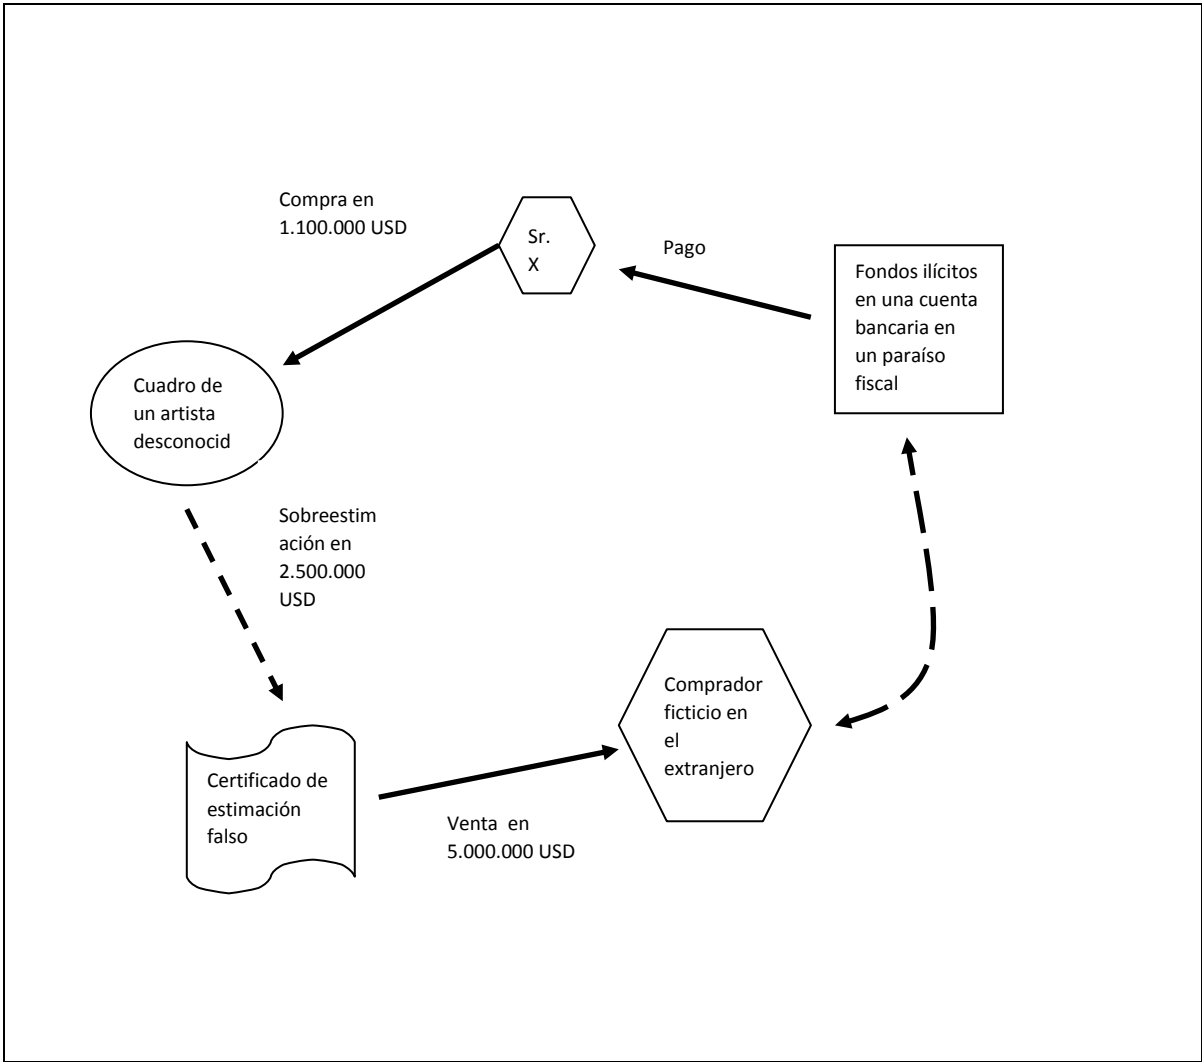 Compra en
1.100.000 USD
Sr.
X
Pago
Fondos ilícitos
en una cuenta
bancaria en
un paraíso
fiscal
Cuadro de
un artista
desconocid
Sobreestim
ación en
2.500.000
USD
Comprador
ficticio en
el
extranjero
Certificado de
estimación
falso
Venta en
5.000.000 USD